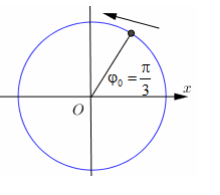 φ₀ = π/3
x
O